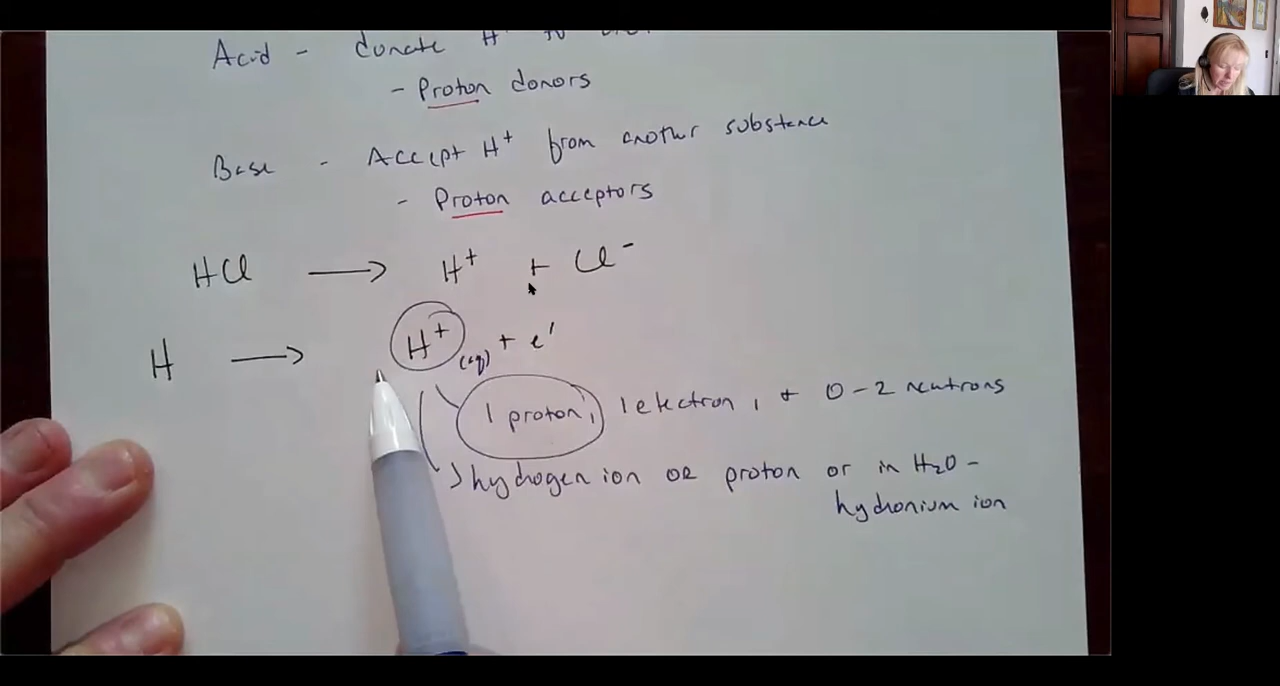 Acid - donate H⁺ to
- Proton donors
Base - Accept H⁺ from another substance
- Proton acceptors
HCl → H⁺ + Cl⁻
H → H⁺(aq) + e'
1 proton, 1 electron, + 0-2 neutrons
hydrogen ion OR proton or in H₂O -
hydronium ion